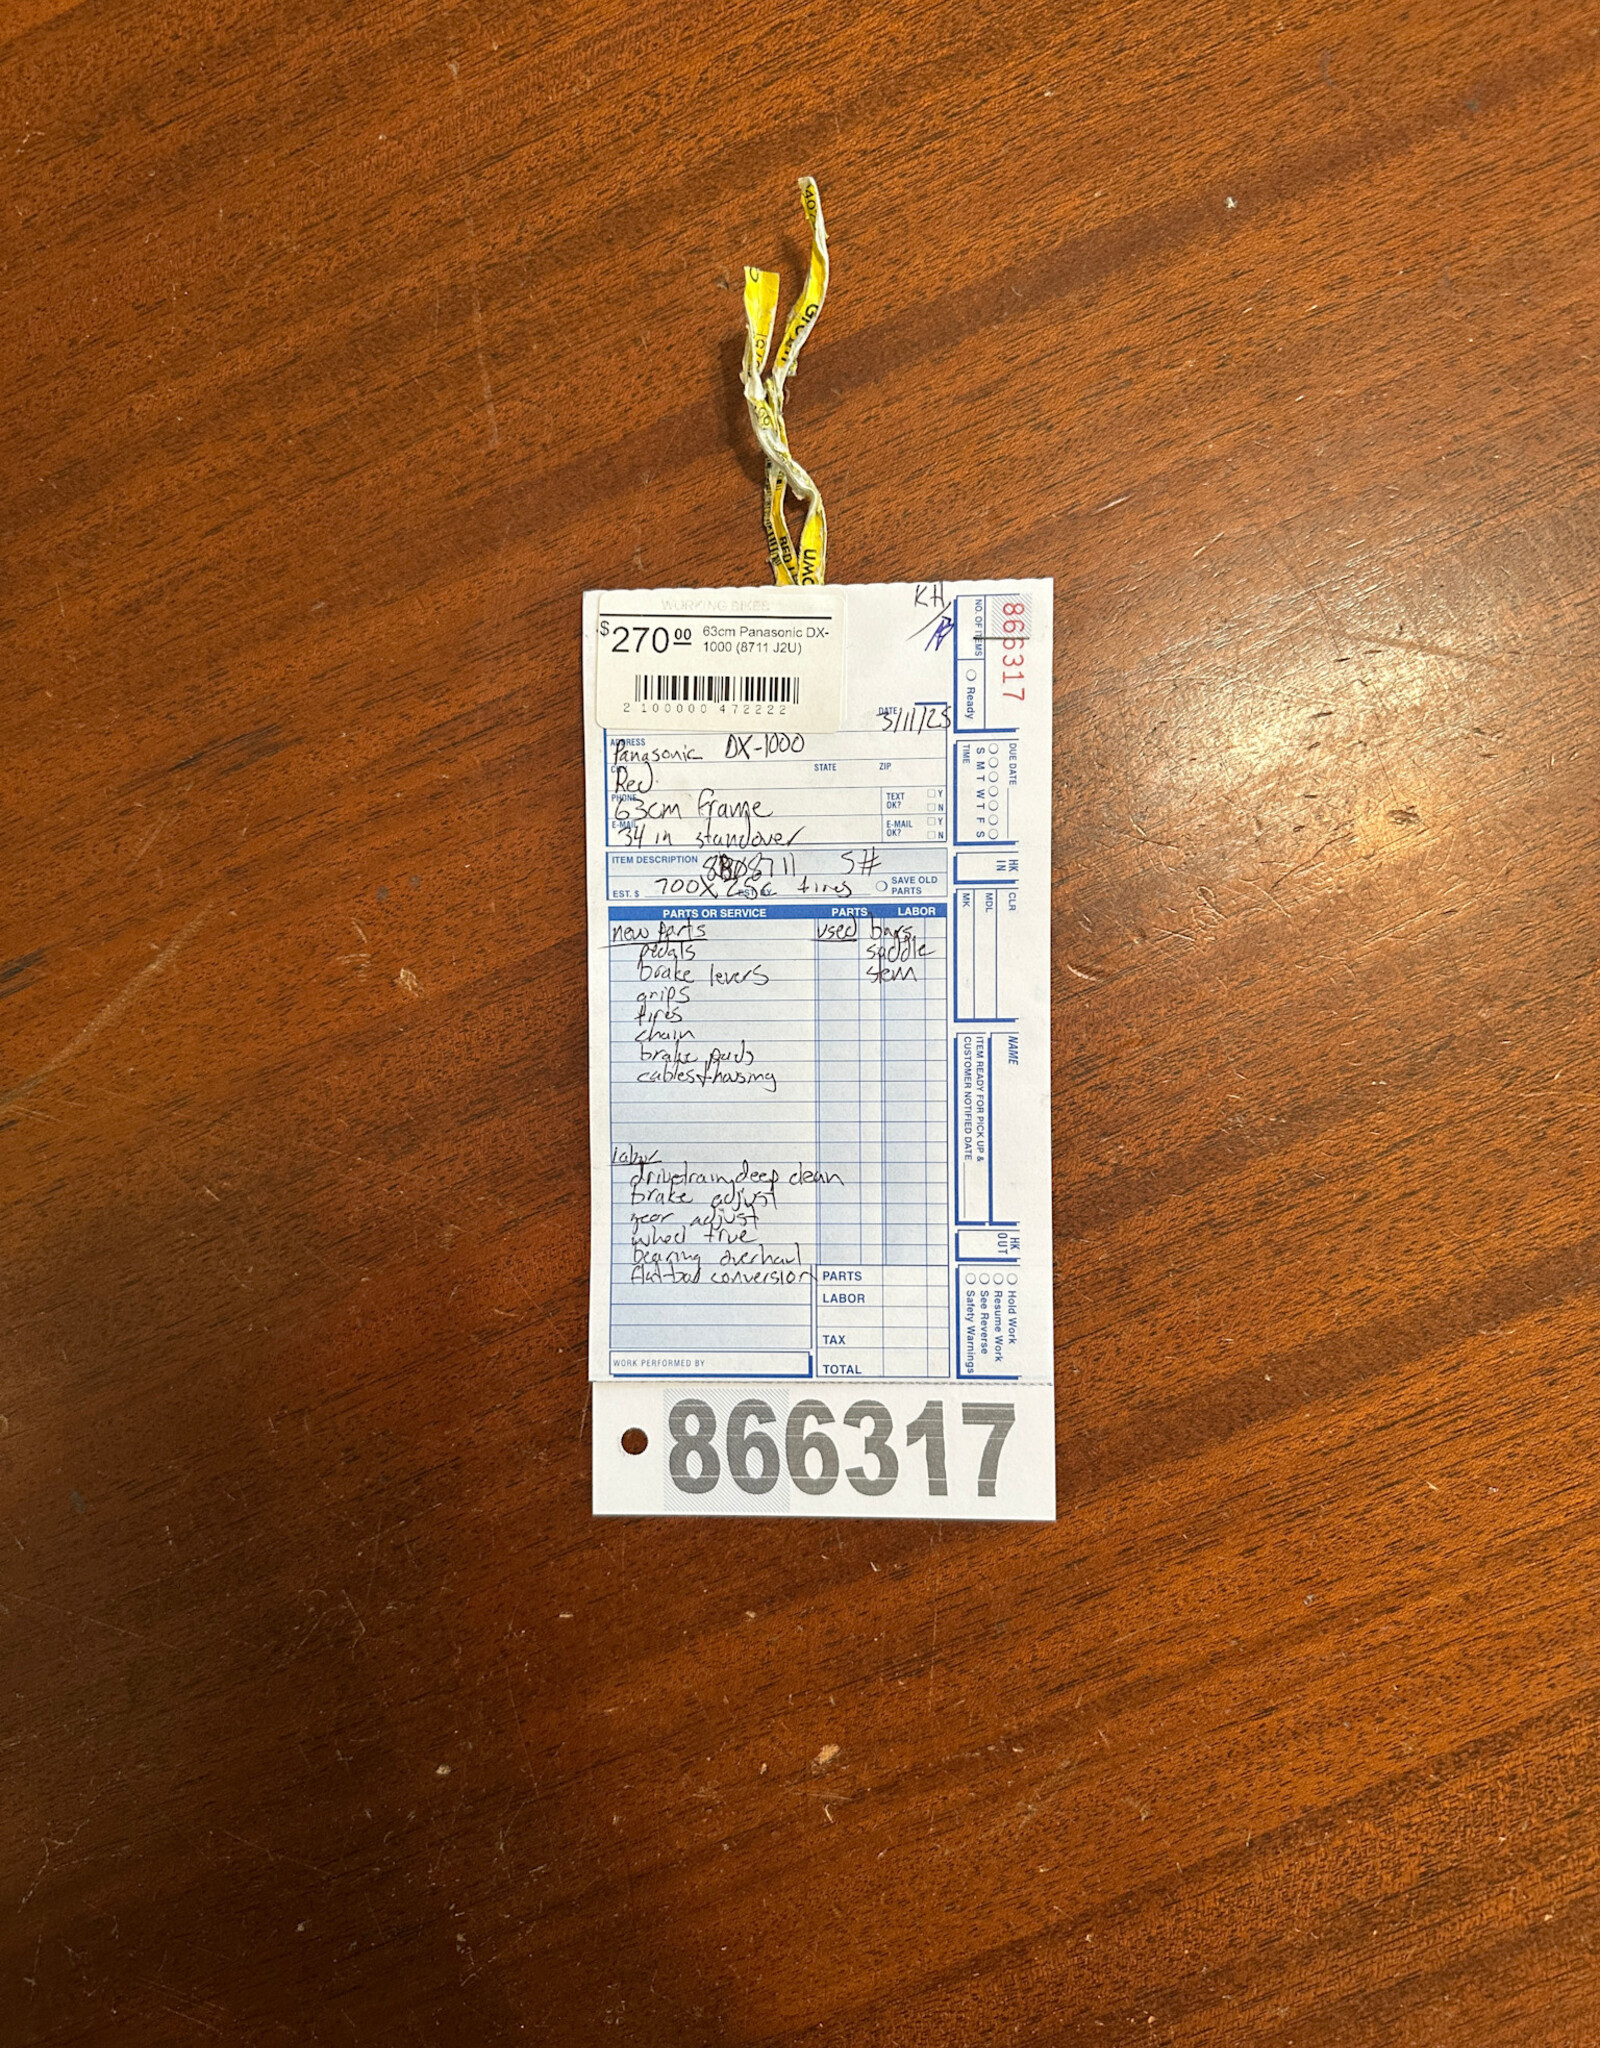 WORKING BIKES
$270.00 63cm Panasonic DX-
1000 (8711 J2U)
2 100000 472222
KH
DATE
3/11/25
ADDRESS
Panasonic DX-1000
STATE ZIP
Red
PHONE
63cm frame
TEXT OK? Y N
E-MAIL
34 in standover
E-MAIL OK? Y N
ITEM DESCRIPTION 8711 S#
EST. $ 700x25c tires
SAVE OLD PARTS
PARTS OR SERVICE PARTS LABOR
new parts used bars
pedals saddle
brake levers stem
grips
tires
chain
brake pads
cables+housing
labor
drivetrain deep clean
brake adjust
gear adjust
wheel true
bearing overhaul
flat-bar conversion
PARTS
LABOR
TAX
WORK PERFORMED BY
TOTAL
866317
NO. OF ITEMS
Ready
DUE DATE
S M T W T F S
TIME
HK IN
CLR
MDL
MK
NAME
ITEM READY FOR PICK UP &
CUSTOMER NOTIFIED DATE
HK OUT
Hold Work
Resume Work
See Reverse
Safety Warnings
866317